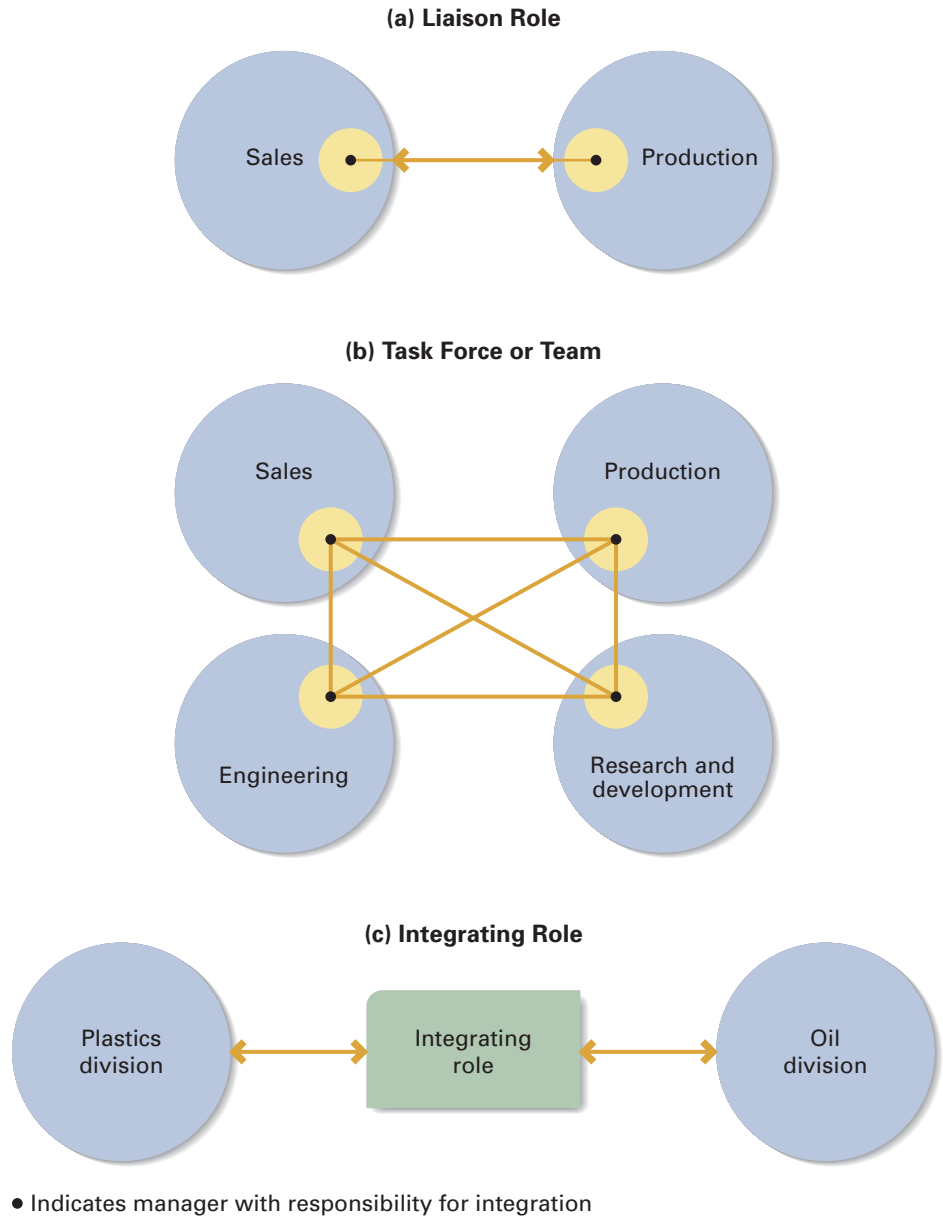 (a) Liaison Role
Sales
Production
(b) Task Force or Team
Sales
Production
Engineering
Research and
development
(c) Integrating Role
Plastics
division
Integrating
role
Oil
division
● Indicates manager with responsibility for integration